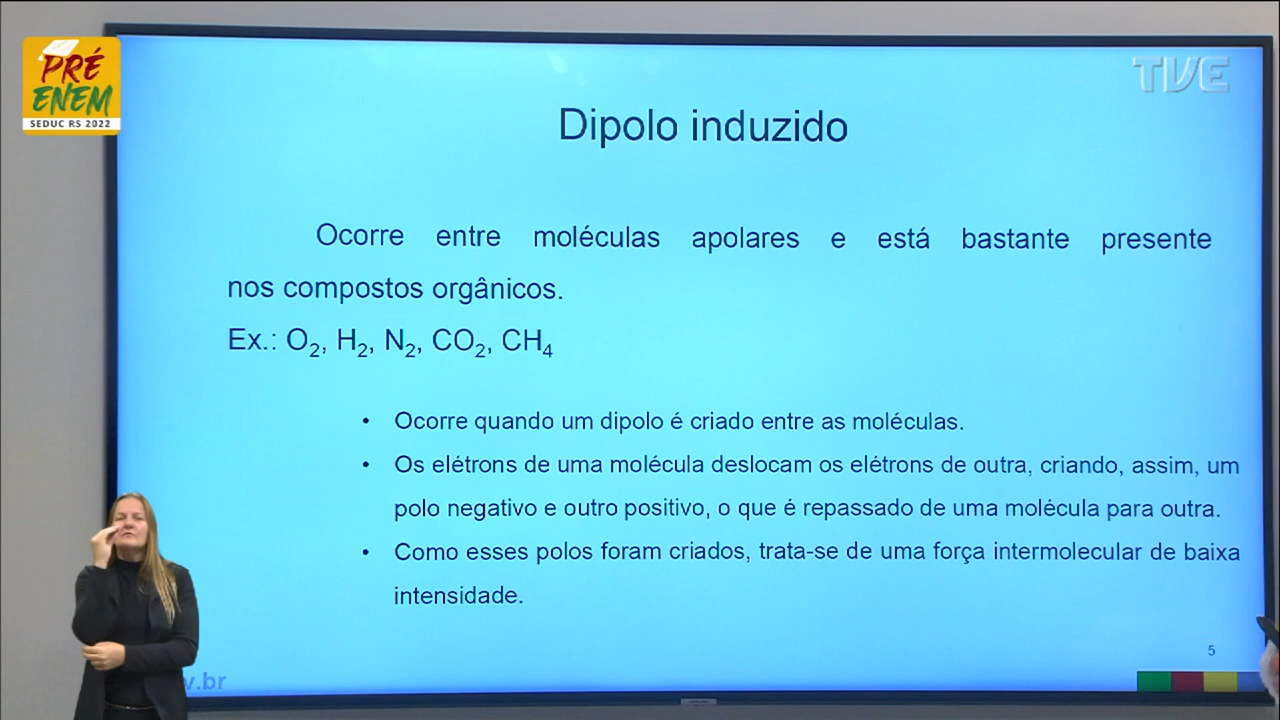 PRÉ
ENEM
SEDUC RS 2022
TVE
Dipolo induzido
Ocorre entre moléculas apolares e está bastante presente
nos compostos orgânicos.
Ex.: O₂, H₂, N₂, CO₂, CH₄
• Ocorre quando um dipolo é criado entre as moléculas.
• Os elétrons de uma molécula deslocam os elétrons de outra, criando, assim, um
polo negativo e outro positivo, o que é repassado de uma molécula para outra.
• Como esses polos foram criados, trata-se de uma força intermolecular de baixa
intensidade.
5
v.br